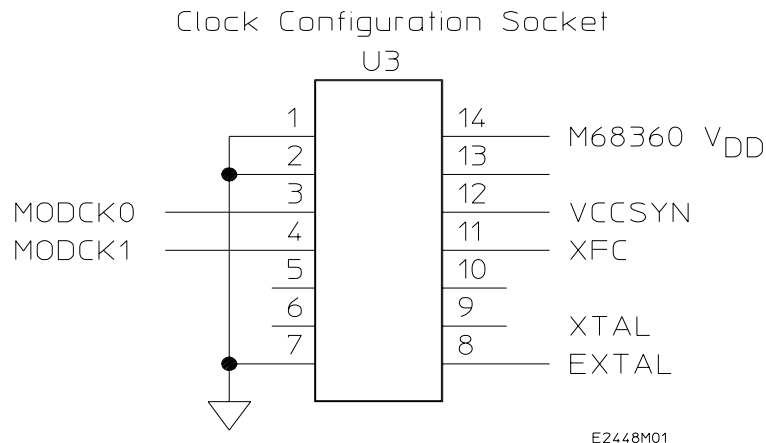 Clock Configuration Socket
U3
1 14 M68360 VDD
2 13
MODCK0 3 12 VCCSYN
MODCK1 4 11 XFC
5 10
6 9 XTAL
7 8 EXTAL
E2448M01